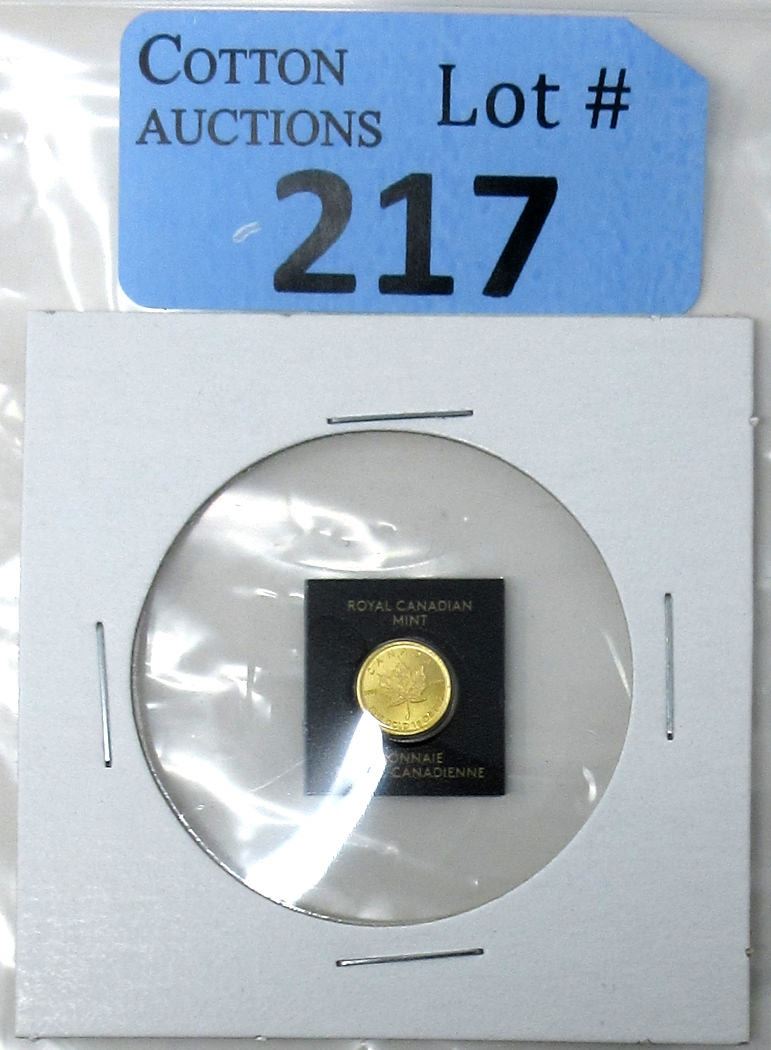 COTTON
AUCTIONS
Lot #
217
ROYAL CANADIAN
MINT
CANADIENNE